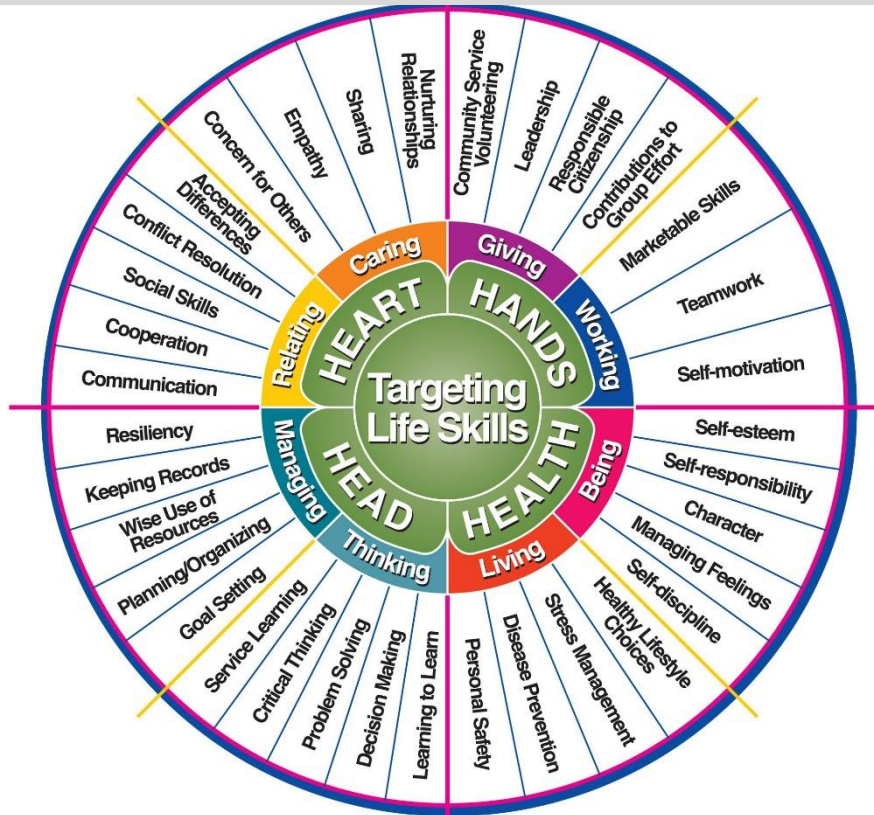 Targeting
Life Skills
HEART
HANDS
HEALTH
HEAD
Caring
Giving
Working
Being
Living
Thinking
Managing
Relating
Nurturing
Relationships
Sharing
Empathy
Concern for Others
Accepting
Differences
Conflict Resolution
Social Skills
Cooperation
Communication
Community Service
Volunteering
Leadership
Responsible
Citizenship
Contributions to
Group Effort
Marketable Skills
Teamwork
Self-motivation
Self-esteem
Self-responsibility
Character
Managing Feelings
Self-discipline
Healthy Lifestyle
Choices
Stress Management
Disease Prevention
Personal Safety
Learning to Learn
Decision Making
Problem Solving
Critical Thinking
Service Learning
Goal Setting
Planning/Organizing
Wise Use of
Resources
Keeping Records
Resiliency